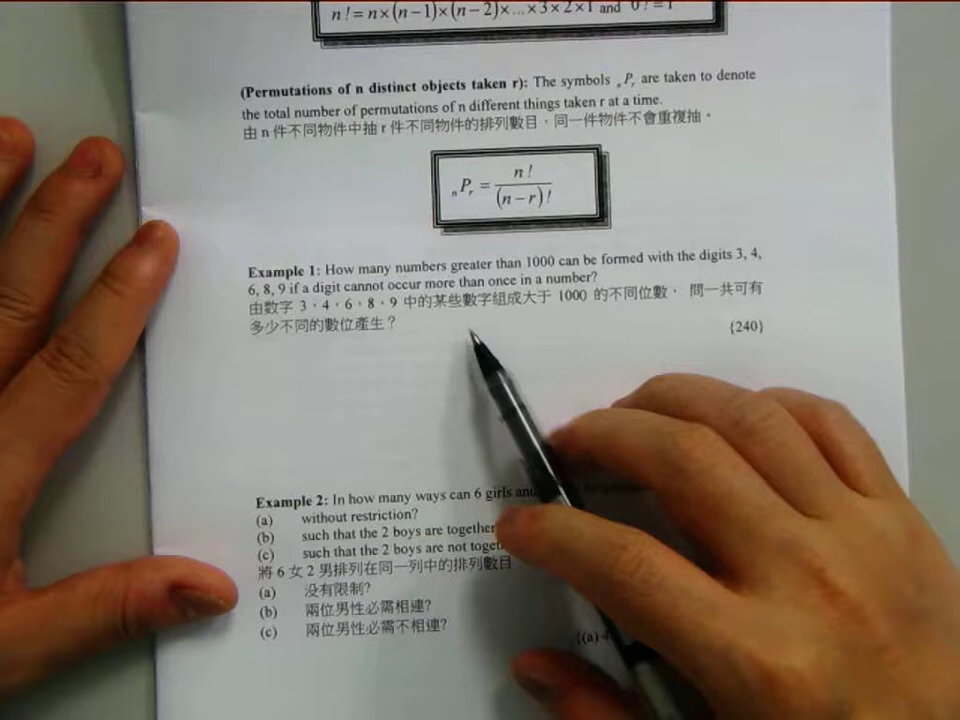 n! = n×(n−1)×(n−2)×...×3×2×1 and 0! = 1
(Permutations of n distinct objects taken r): The symbols ₙPᵣ are taken to denote
the total number of permutations of n different things taken r at a time.
由 n 件不同物件中抽 r 件不同物件的排列數目，同一件物件不會重複抽。
ₙPᵣ = n! / (n−r)!
Example 1: How many numbers greater than 1000 can be formed with the digits 3, 4,
6, 8, 9 if a digit cannot occur more than once in a number?
由数字 3，4，6，8，9 中的某些數字組成大于 1000 的不同位數， 問一共可有
多少不同的數位產生？ {240}
Example 2: In how many ways can 6 girls and
(a) without restriction?
(b) such that the 2 boys are together
(c) such that the 2 boys are not
將 6 女 2 男排列在同一列中的排列數目
(a) 没有限制?
(b) 兩位男性必需相連?
(c) 兩位男性必需不相連?
{(a)